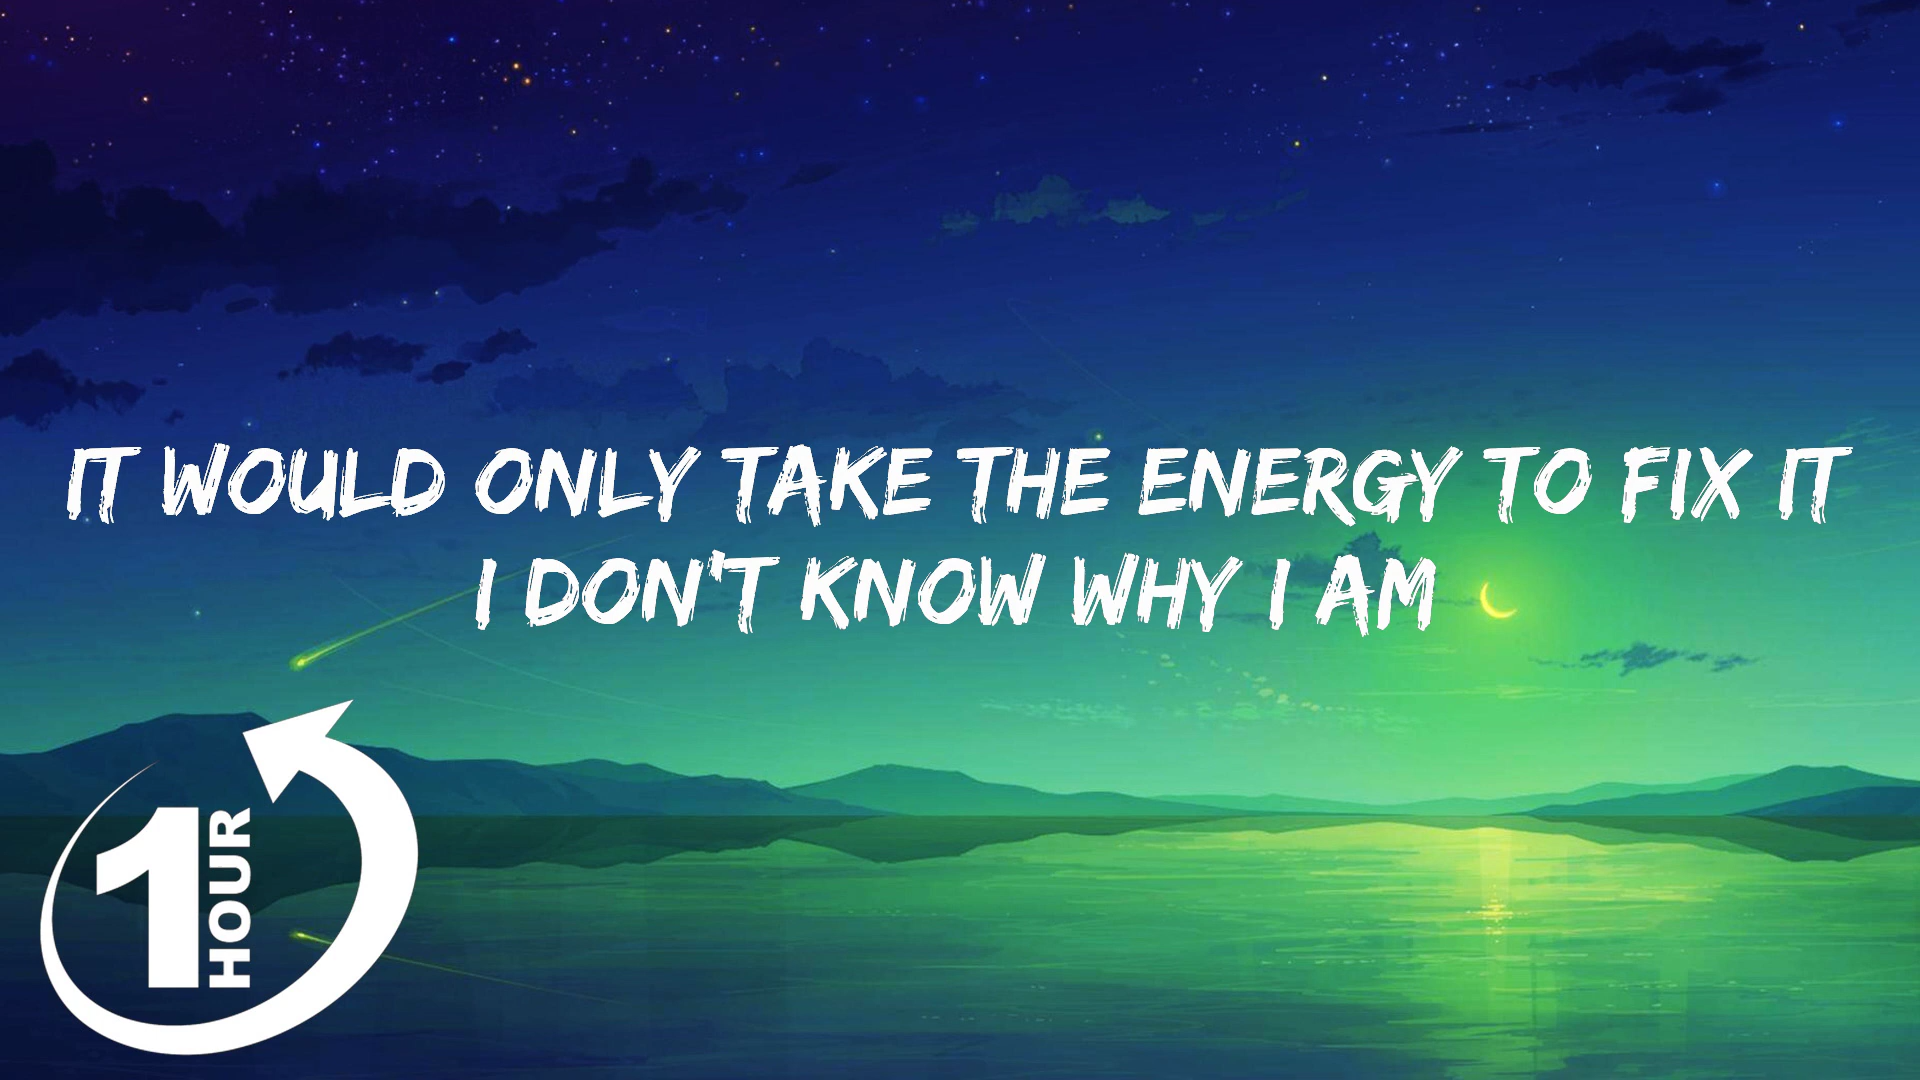 IT WOULD ONLY TAKE THE ENERGY TO FIX IT
I DON'T KNOW WHY I AM
1 HOUR